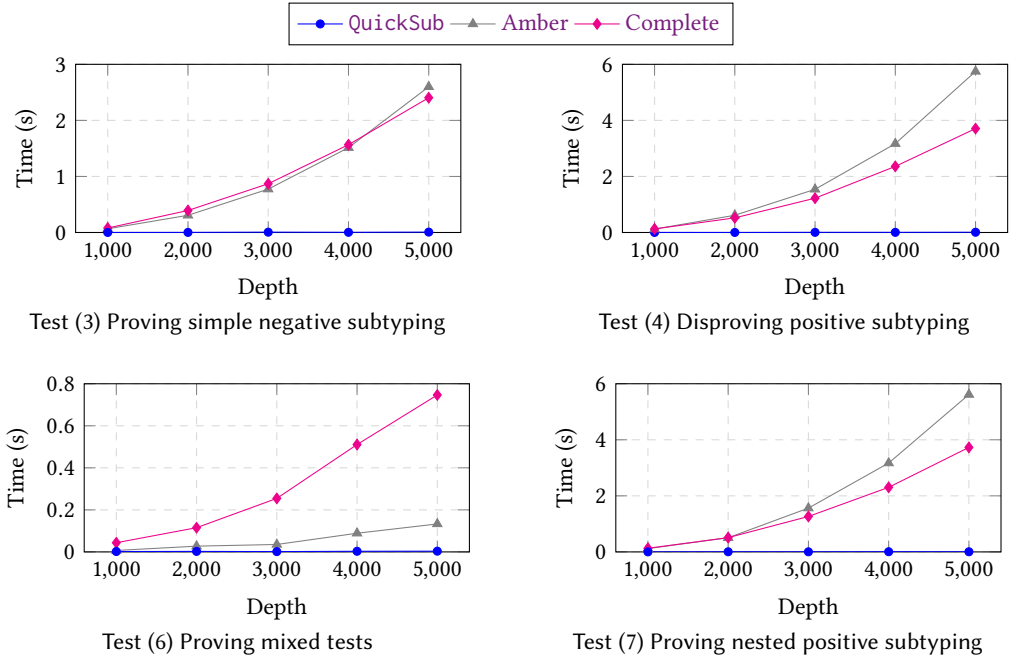 QuickSub Amber Complete
3
2
1
0
Time (s)
1,000 2,000 3,000 4,000 5,000
Depth
Test (3) Proving simple negative subtyping
6
4
2
0
Time (s)
1,000 2,000 3,000 4,000 5,000
Depth
Test (4) Disproving positive subtyping
0.8
0.6
0.4
0.2
0
Time (s)
1,000 2,000 3,000 4,000 5,000
Depth
Test (6) Proving mixed tests
6
4
2
0
Time (s)
1,000 2,000 3,000 4,000 5,000
Depth
Test (7) Proving nested positive subtyping